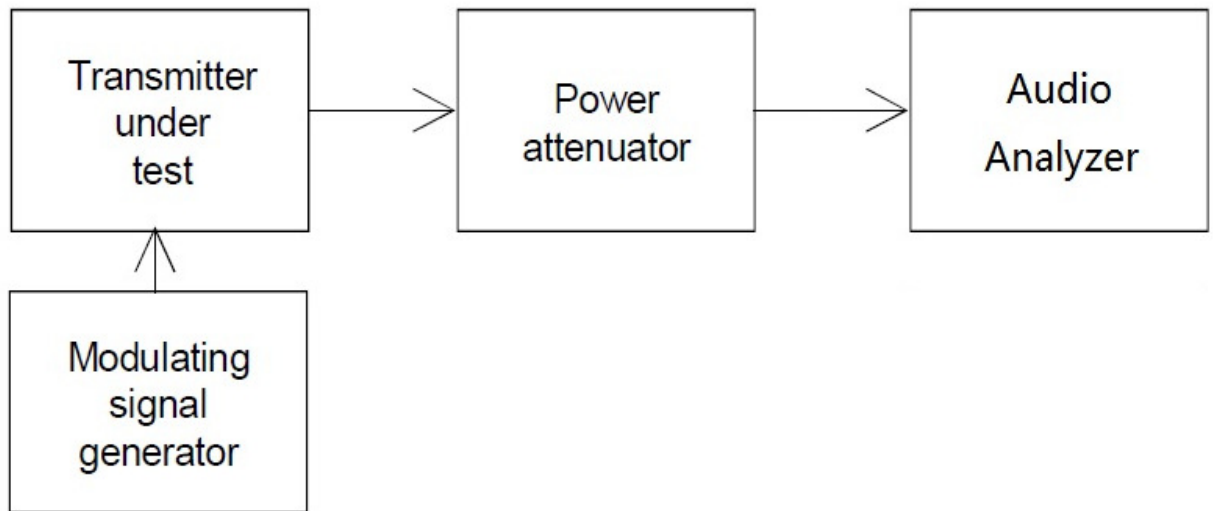 Transmitter
under
test
Power
attenuator
Audio
Analyzer
Modulating
signal
generator